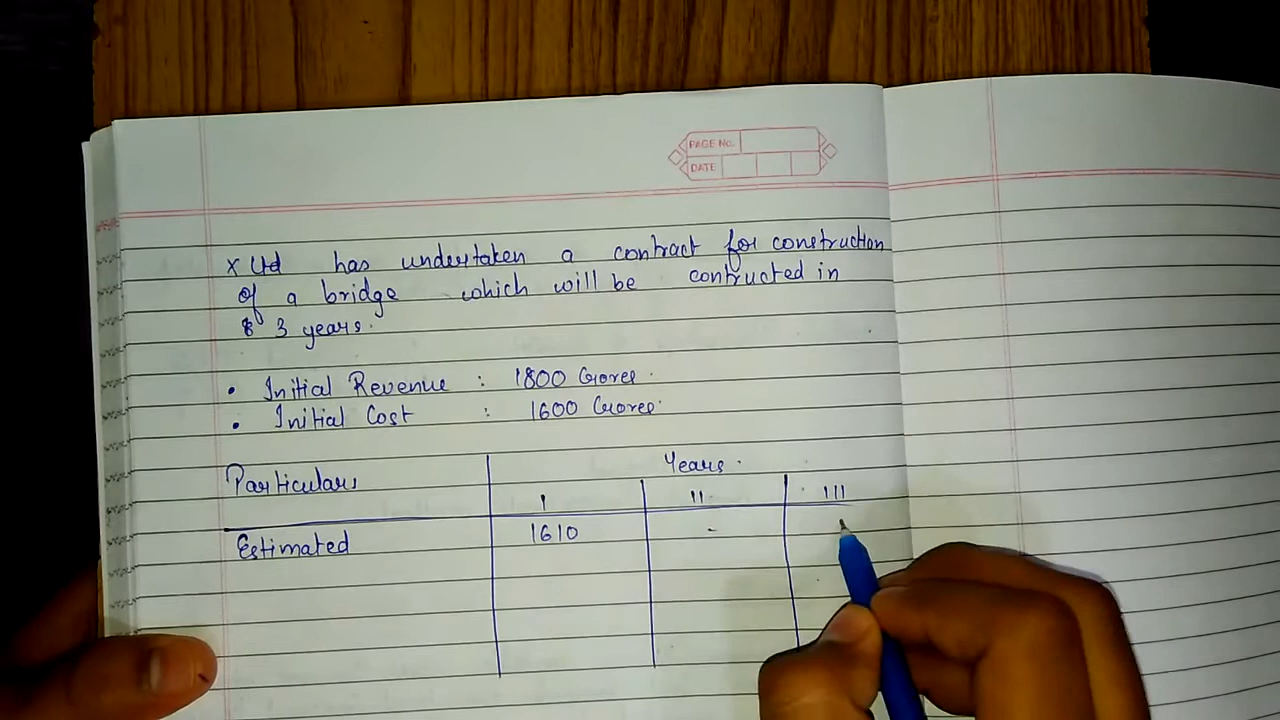 PAGE No.
DATE
X Ltd has undertaken a contract for construction
of a bridge which will be contructed in
3 years.
• Initial Revenue : 1800 Crores.
• Initial Cost : 1600 Crores.
Particulars Years.
I II III
Estimated 1610 -